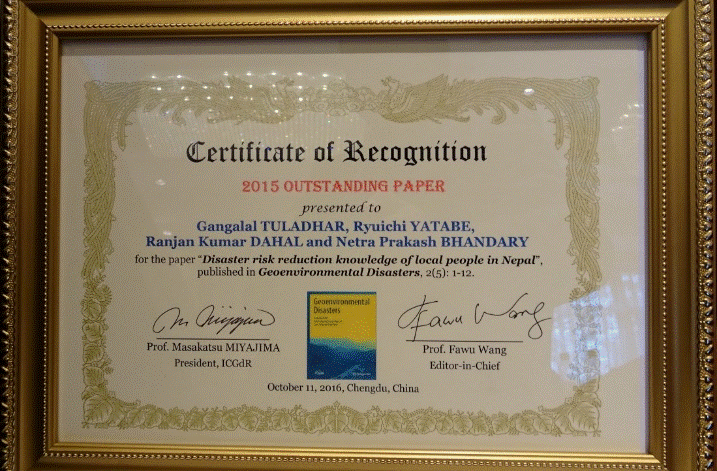 Certificate of Recognition
2015 OUTSTANDING PAPER
presented to
Gangalal TULADHAR, Ryuichi YATABE,
Ranjan Kumar DAHAL and Netra Prakash BHANDARY
for the paper "Disaster risk reduction knowledge of local people in Nepal",
published in Geoenvironmental Disasters, 2(5): 1-12.
Geoenvironmental
Disasters
M. Miyajima
Fawu Wang
Prof. Masakatsu MIYAJIMA
President, ICGdR
Prof. Fawu Wang
Editor-in-Chief
October 11, 2016, Chengdu, China